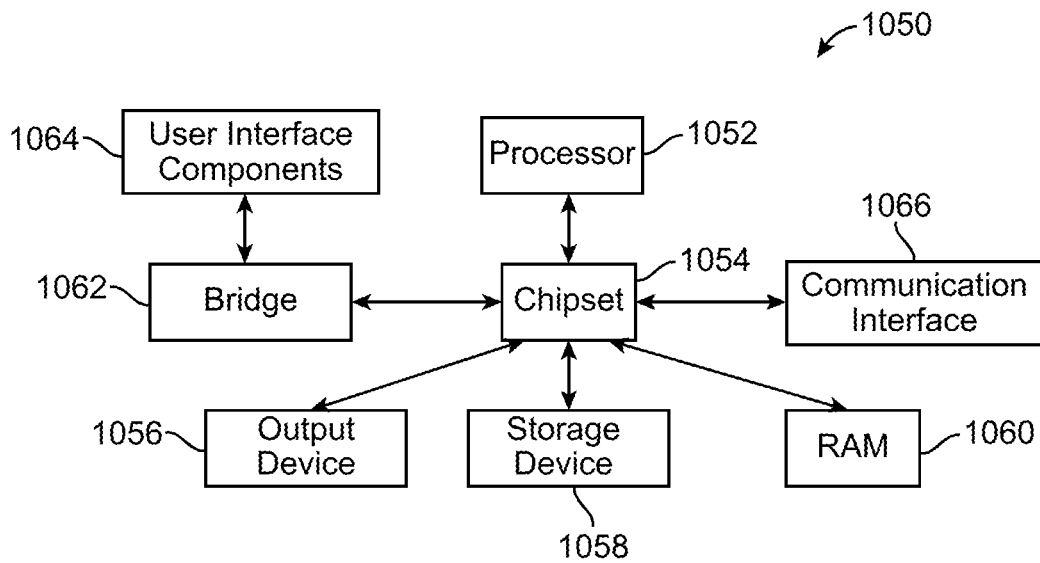 1050
1064
User Interface
Components
Processor
1052
1066
1062
Bridge
Chipset
1054
Communication
Interface
1056
Output
Device
Storage
Device
RAM
1060
1058